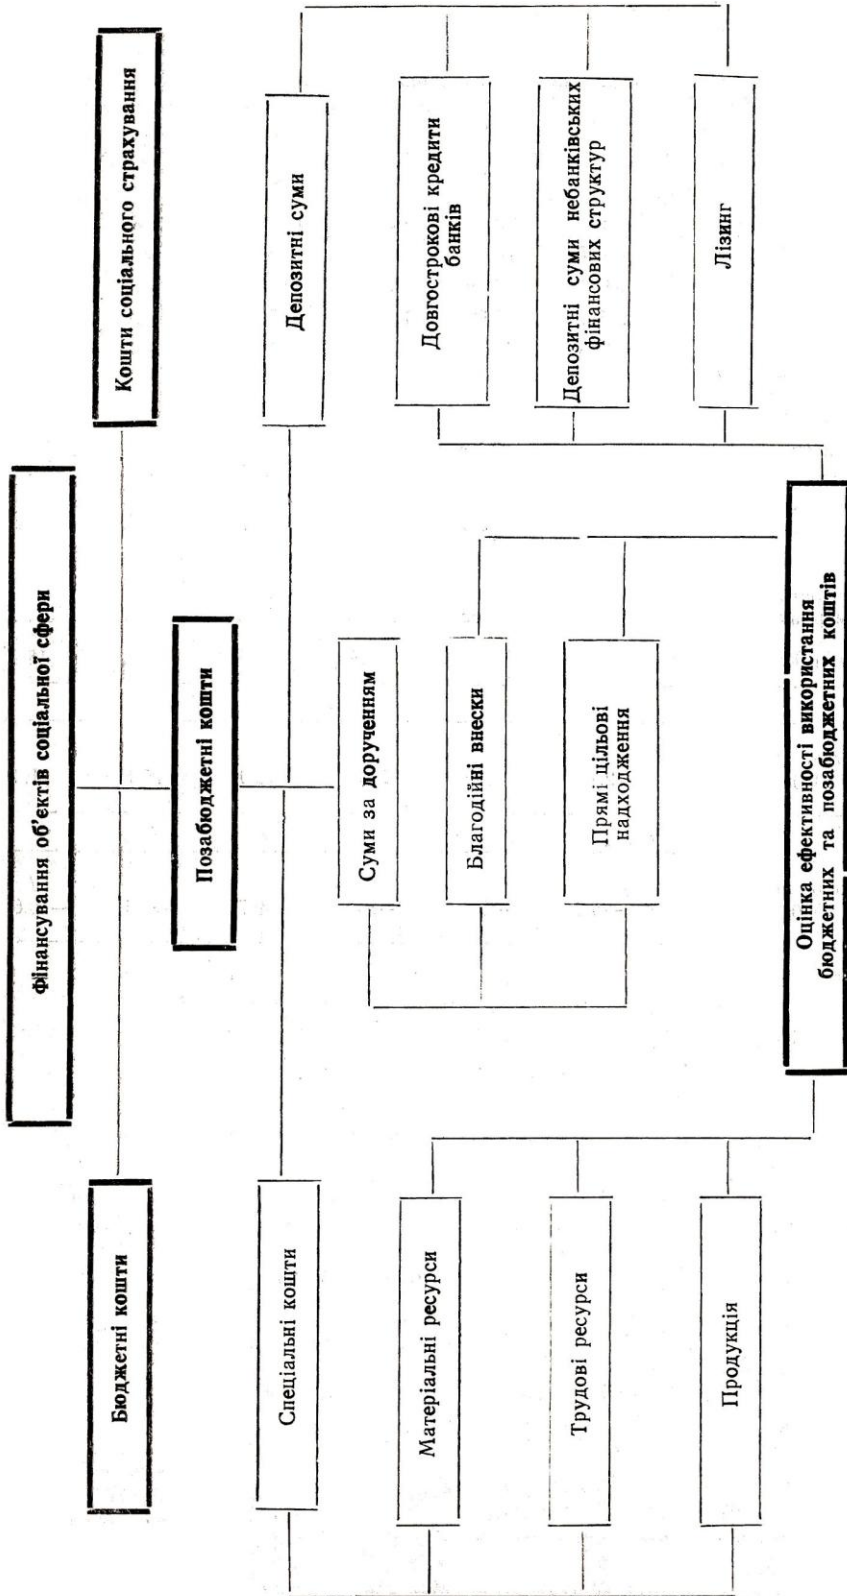 Фінансування об'єктів соціальної сфери
Бюджетні кошти
Позабюджетні кошти
Кошти соціального страхування
Спеціальні кошти
Депозитні суми
Суми за дорученням
Матеріальні ресурси
Благодійні внески
Довгострокові кредити
банків
Трудові ресурси
Прямі цільові
надходження
Депозитні суми небанківських
фінансових структур
Продукція
Лізинг
Оцінка ефективності використання
бюджетних та позабюджетних коштів